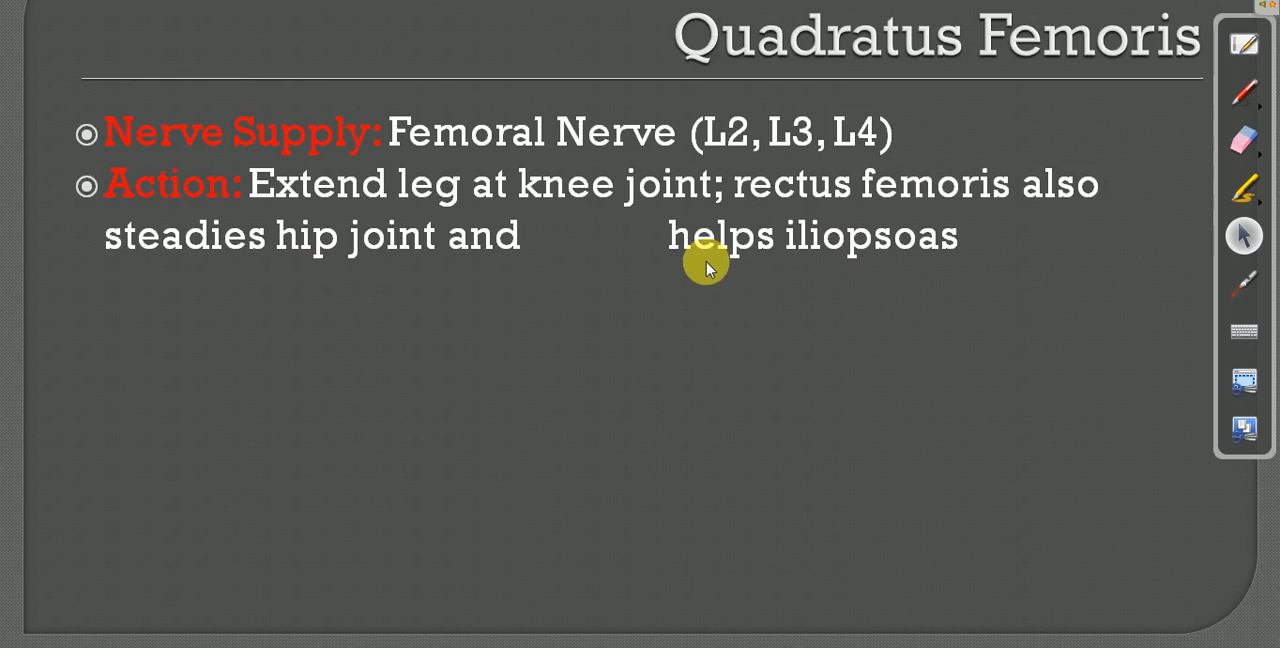 Quadratus Femoris
Nerve Supply: Femoral Nerve (L2, L3, L4)
Action: Extend leg at knee joint; rectus femoris also
steadies hip joint and helps iliopsoas